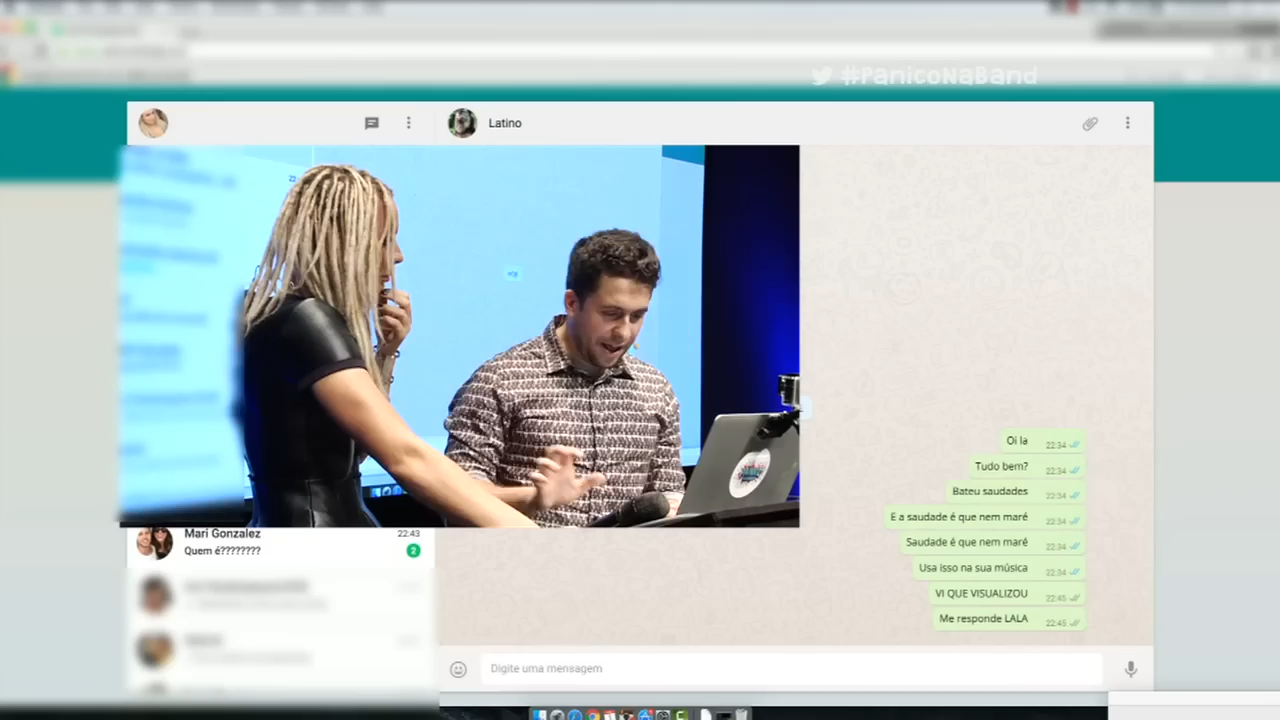 #PanicoNaBand
Latino
Oi la 22:34
Tudo bem? 22:34
Bateu saudades 22:34
E a saudade é que nem maré 22:34
Saudade é que nem maré 22:34
Usa isso na sua música 22:34
VI QUE VISUALIZOU 22:45
Me responde LALA 22:45
Mari Gonzalez 22:43
Quem é???????? 2
Digite uma mensagem